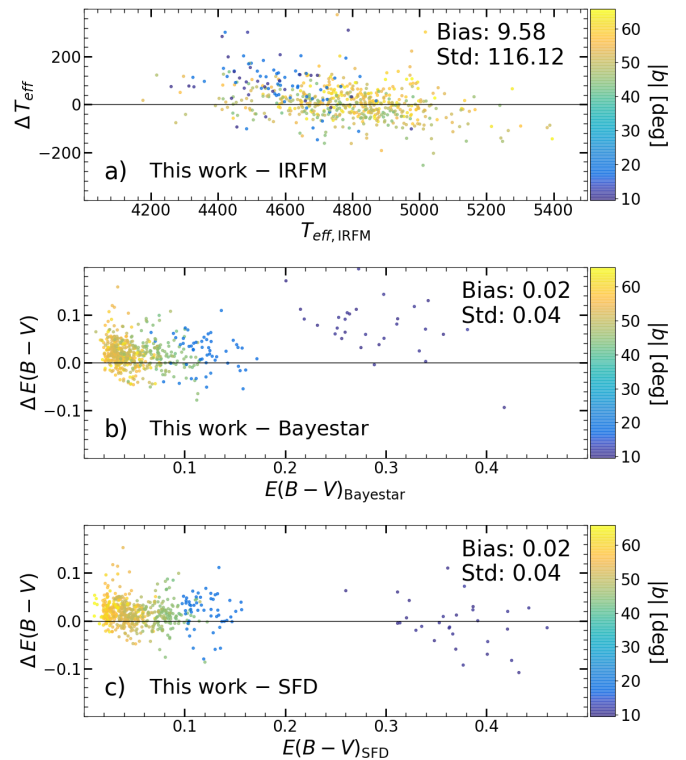 Bias: 9.58
Std: 116.12
200
0
−200
Δ T_eff
a) This work − IRFM
4200 4400 4600 4800 5000 5200 5400
T_eff, IRFM
60
50
40
30
20
10
|b| [deg]
Bias: 0.02
Std: 0.04
0.1
0.0
−0.1
Δ E(B − V)
b) This work − Bayestar
0.1 0.2 0.3 0.4
E(B − V)_Bayestar
60
50
40
30
20
10
|b| [deg]
Bias: 0.02
Std: 0.04
0.1
0.0
−0.1
Δ E(B − V)
c) This work − SFD
0.1 0.2 0.3 0.4
E(B − V)_SFD
60
50
40
30
20
10
|b| [deg]